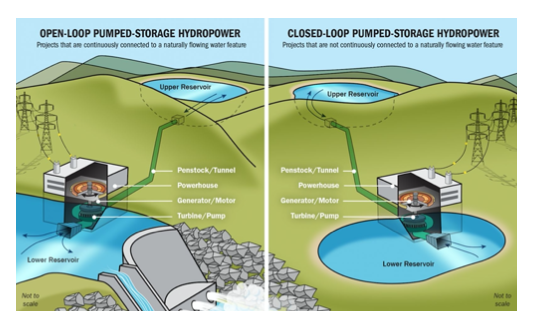 OPEN-LOOP PUMPED-STORAGE HYDROPOWER
Projects that are continuously connected to a naturally flowing water feature
Upper Reservoir
Penstock/Tunnel
Powerhouse
Generator/Motor
Turbine/Pump
Lower Reservoir
Not to
scale
CLOSED-LOOP PUMPED-STORAGE HYDROPOWER
Projects that are not continuously connected to a naturally flowing water feature
Upper Reservoir
Penstock/Tunnel
Powerhouse
Generator/Motor
Turbine/Pump
Lower Reservoir
Not to
scale